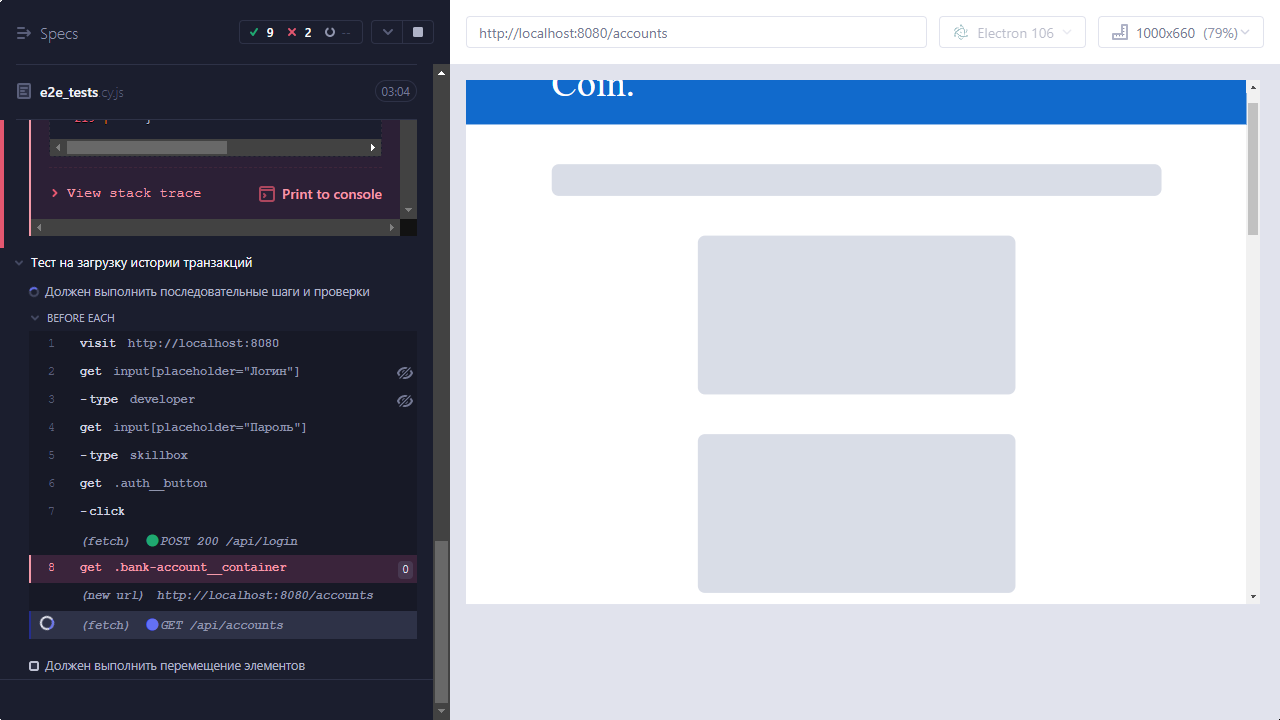 Specs
9 2 --
http://localhost:8080/accounts
Electron 106
1000x660 (79%)
e2e_tests.cy.js
03:04
Coin.
View stack trace
Print to console
Тест на загрузку истории транзакций
Должен выполнить последовательные шаги и проверки
BEFORE EACH
1 visit http://localhost:8080
2 get input[placeholder="Логин"]
3 -type developer
4 get input[placeholder="Пароль"]
5 -type skillbox
6 get .auth__button
7 -click
(fetch) POST 200 /api/login
8 get .bank-account__container 0
(new url) http://localhost:8080/accounts
(fetch) GET /api/accounts
Должен выполнить перемещение элементов